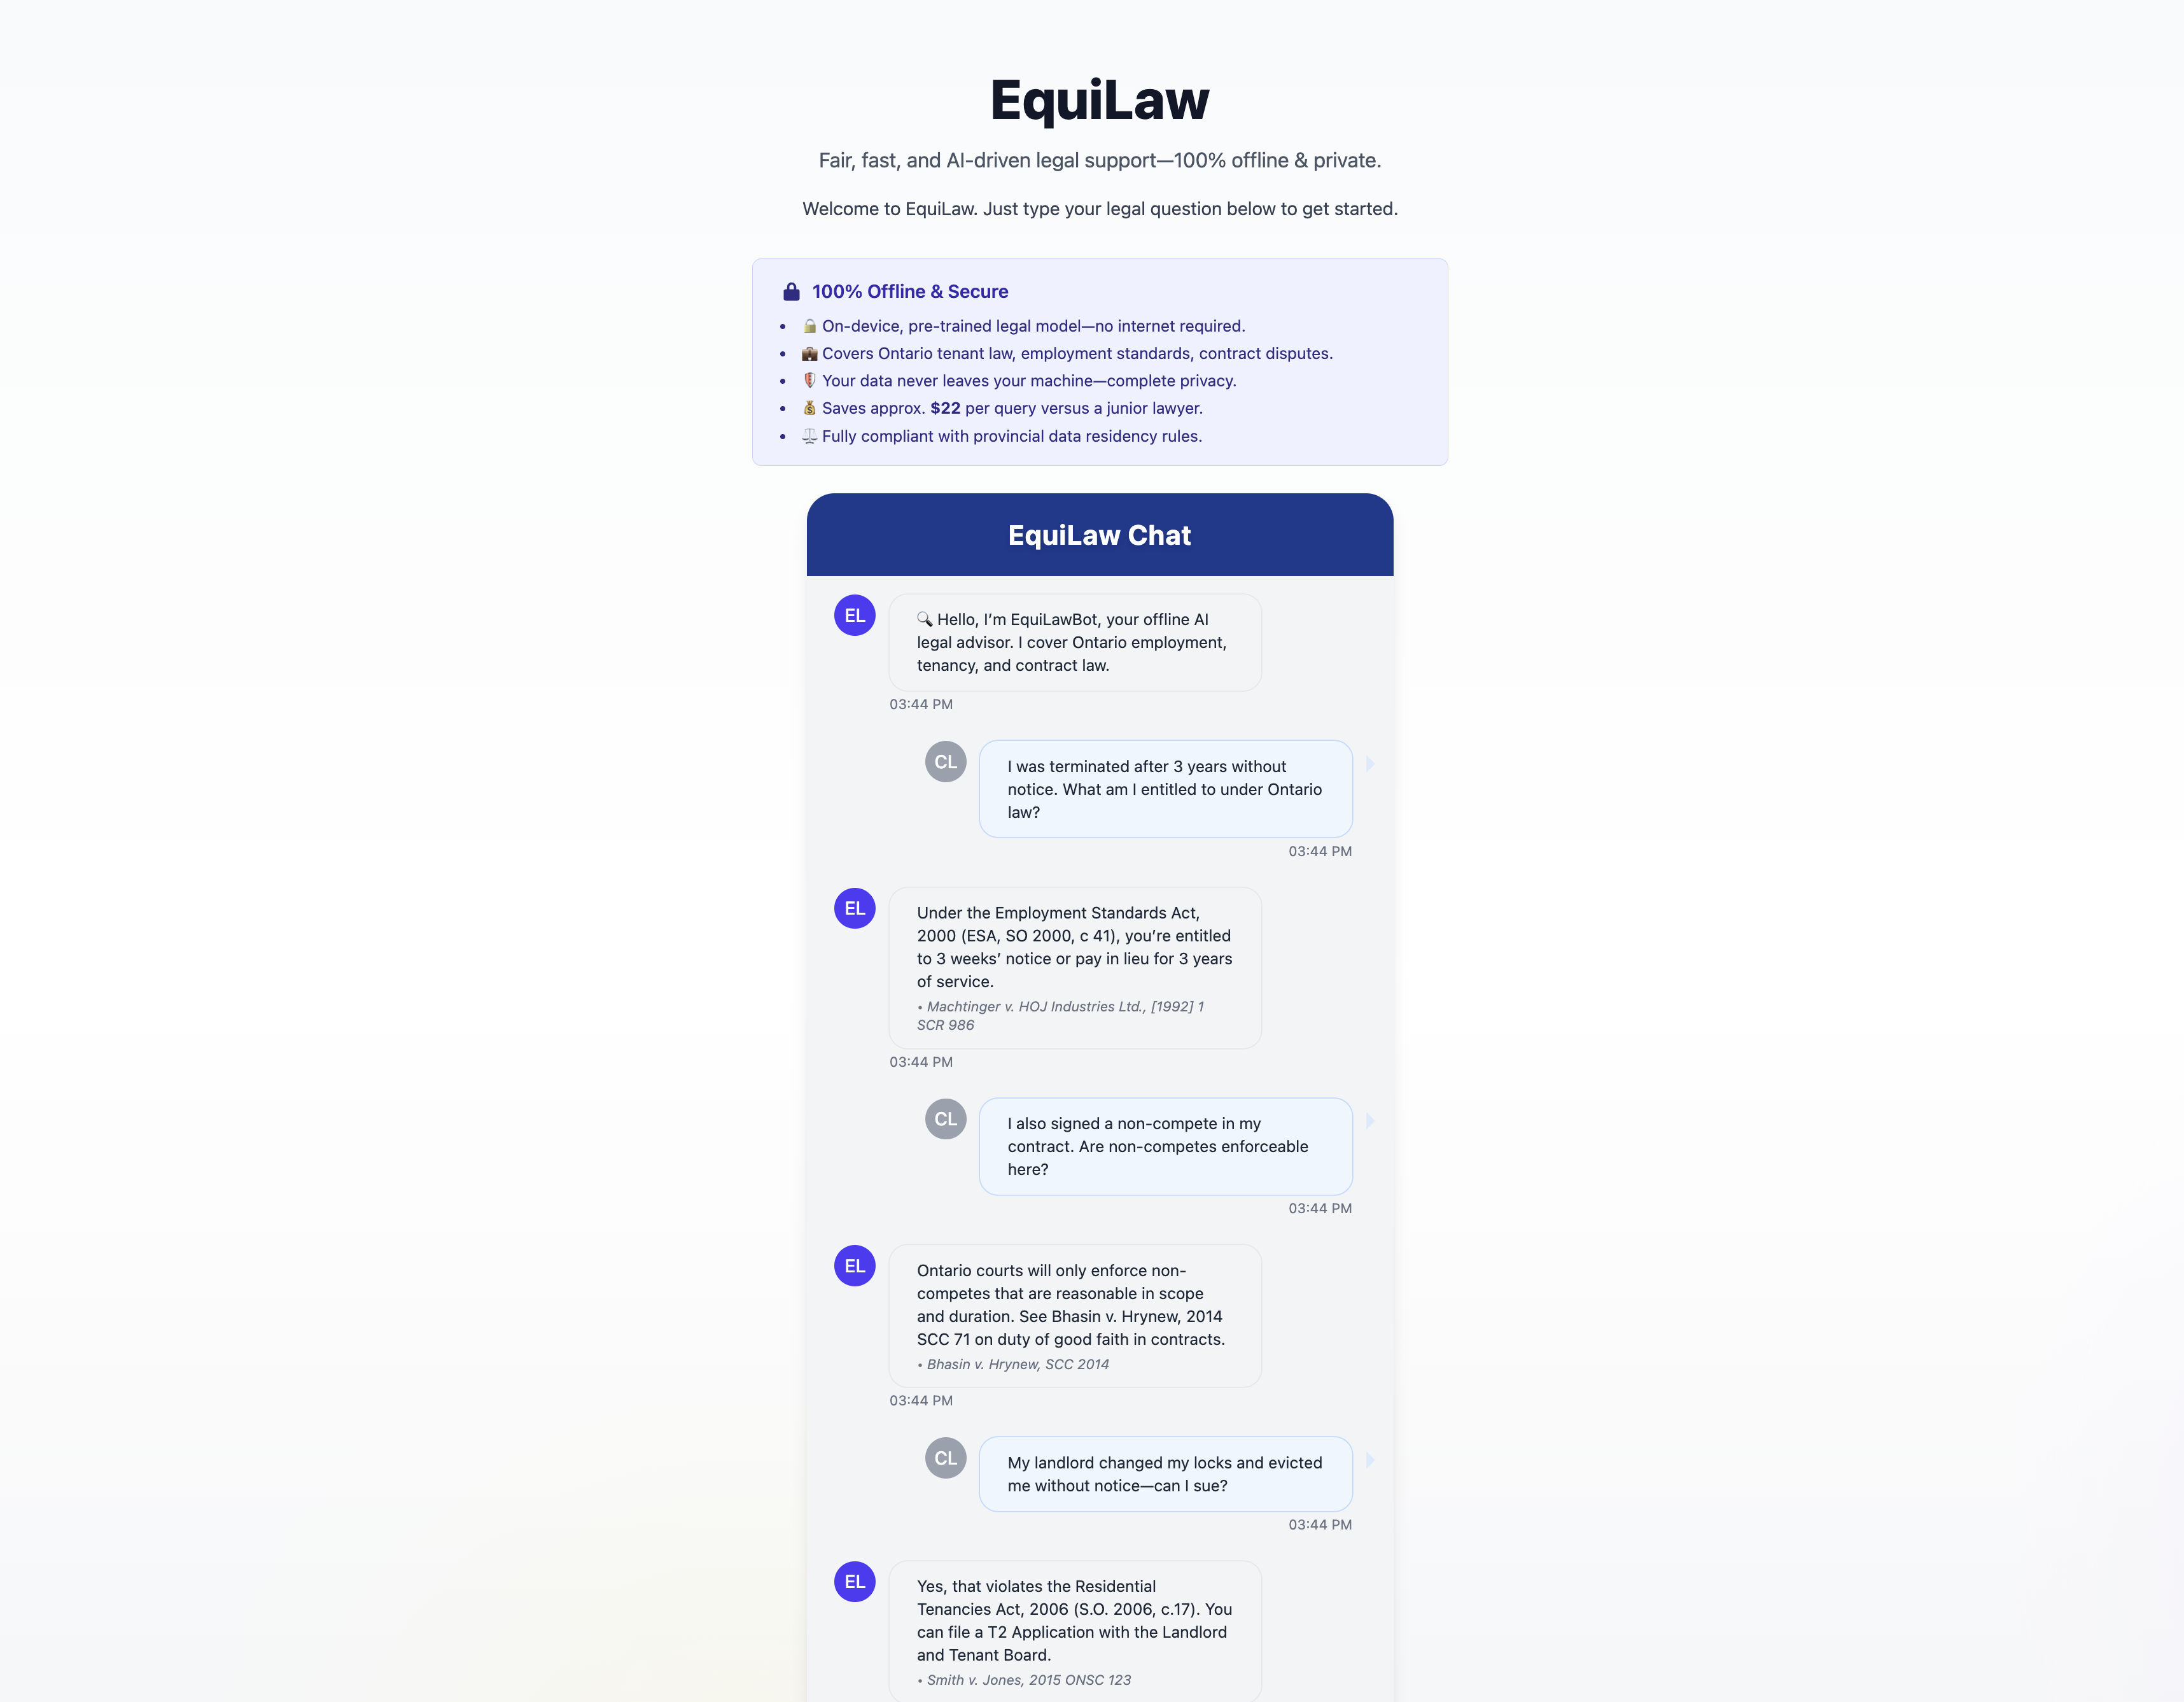 EquiLaw
Fair, fast, and AI-driven legal support—100% offline & private.
Welcome to EquiLaw. Just type your legal question below to get started.
🔒 100% Offline & Secure
• 🔒 On-device, pre-trained legal model—no internet required.
• 💼 Covers Ontario tenant law, employment standards, contract disputes.
• 🛡️ Your data never leaves your machine—complete privacy.
• 💰 Saves approx. $22 per query versus a junior lawyer.
• ⚖️ Fully compliant with provincial data residency rules.
EquiLaw Chat
EL
🔍 Hello, I’m EquiLawBot, your offline AI
legal advisor. I cover Ontario employment,
tenancy, and contract law.
03:44 PM
CL
I was terminated after 3 years without
notice. What am I entitled to under Ontario
law?
03:44 PM
EL
Under the Employment Standards Act,
2000 (ESA, SO 2000, c 41), you’re entitled
to 3 weeks’ notice or pay in lieu for 3 years
of service.
• Machtinger v. HOJ Industries Ltd., [1992] 1
SCR 986
03:44 PM
CL
I also signed a non-compete in my
contract. Are non-competes enforceable
here?
03:44 PM
EL
Ontario courts will only enforce non-
competes that are reasonable in scope
and duration. See Bhasin v. Hrynew, 2014
SCC 71 on duty of good faith in contracts.
• Bhasin v. Hrynew, SCC 2014
03:44 PM
CL
My landlord changed my locks and evicted
me without notice—can I sue?
03:44 PM
EL
Yes, that violates the Residential
Tenancies Act, 2006 (S.O. 2006, c.17). You
can file a T2 Application with the Landlord
and Tenant Board.
• Smith v. Jones, 2015 ONSC 123